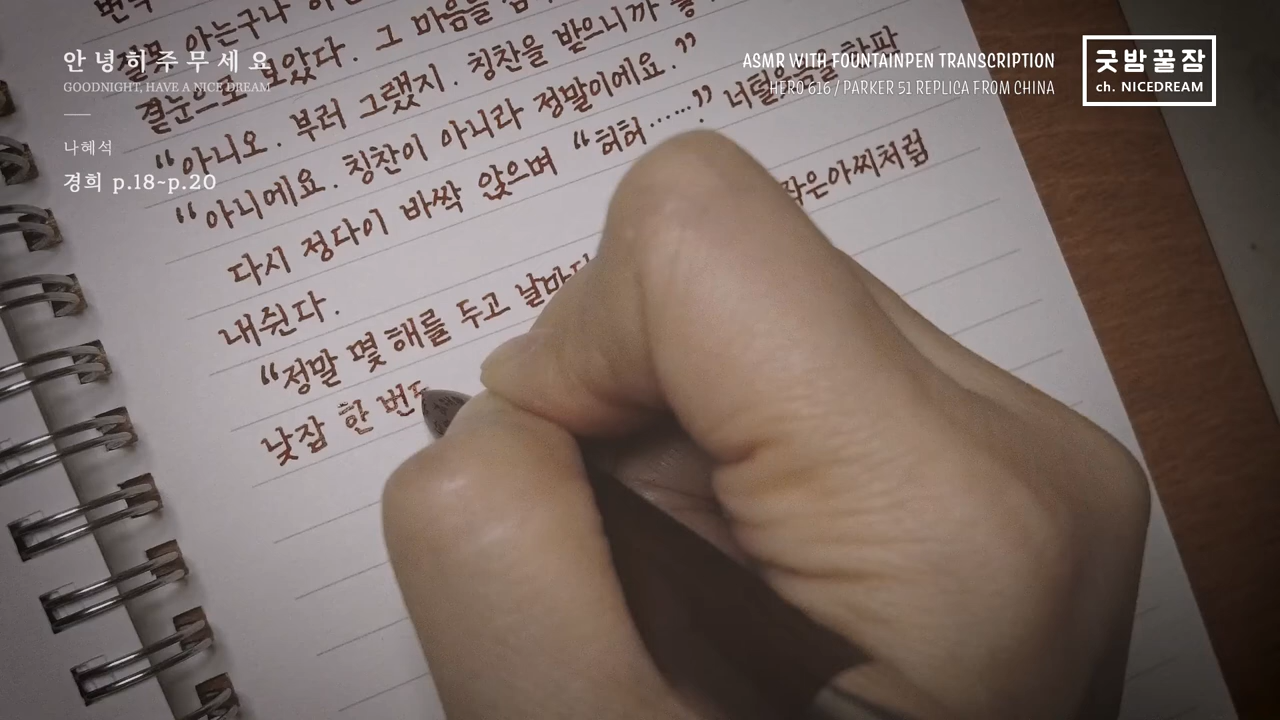 안녕히주무세요
GOODNIGHT, HAVE A NICE DREAM
나혜석
경희 p.18~p.20
ASMR WITH FOUNTAINPEN TRANSCRIPTION
HERO 616 / PARKER 51 REPLICA FROM CHINA
굿밤꿀잠
ch. NICEDREAM
아는구나
곁눈으로 보았다. 그 마음을
“아니오. 부러 그랬지. 칭찬을 받으니까
“아니에요. 칭찬이 아니라 정말이에요.”
다시 정다이 바싹 앉으며 “허허……” 너털웃음을 한파
내쉰다. 작은아씨처럼
“정말 몇 해를 두고 날마다
낮잠 한 번